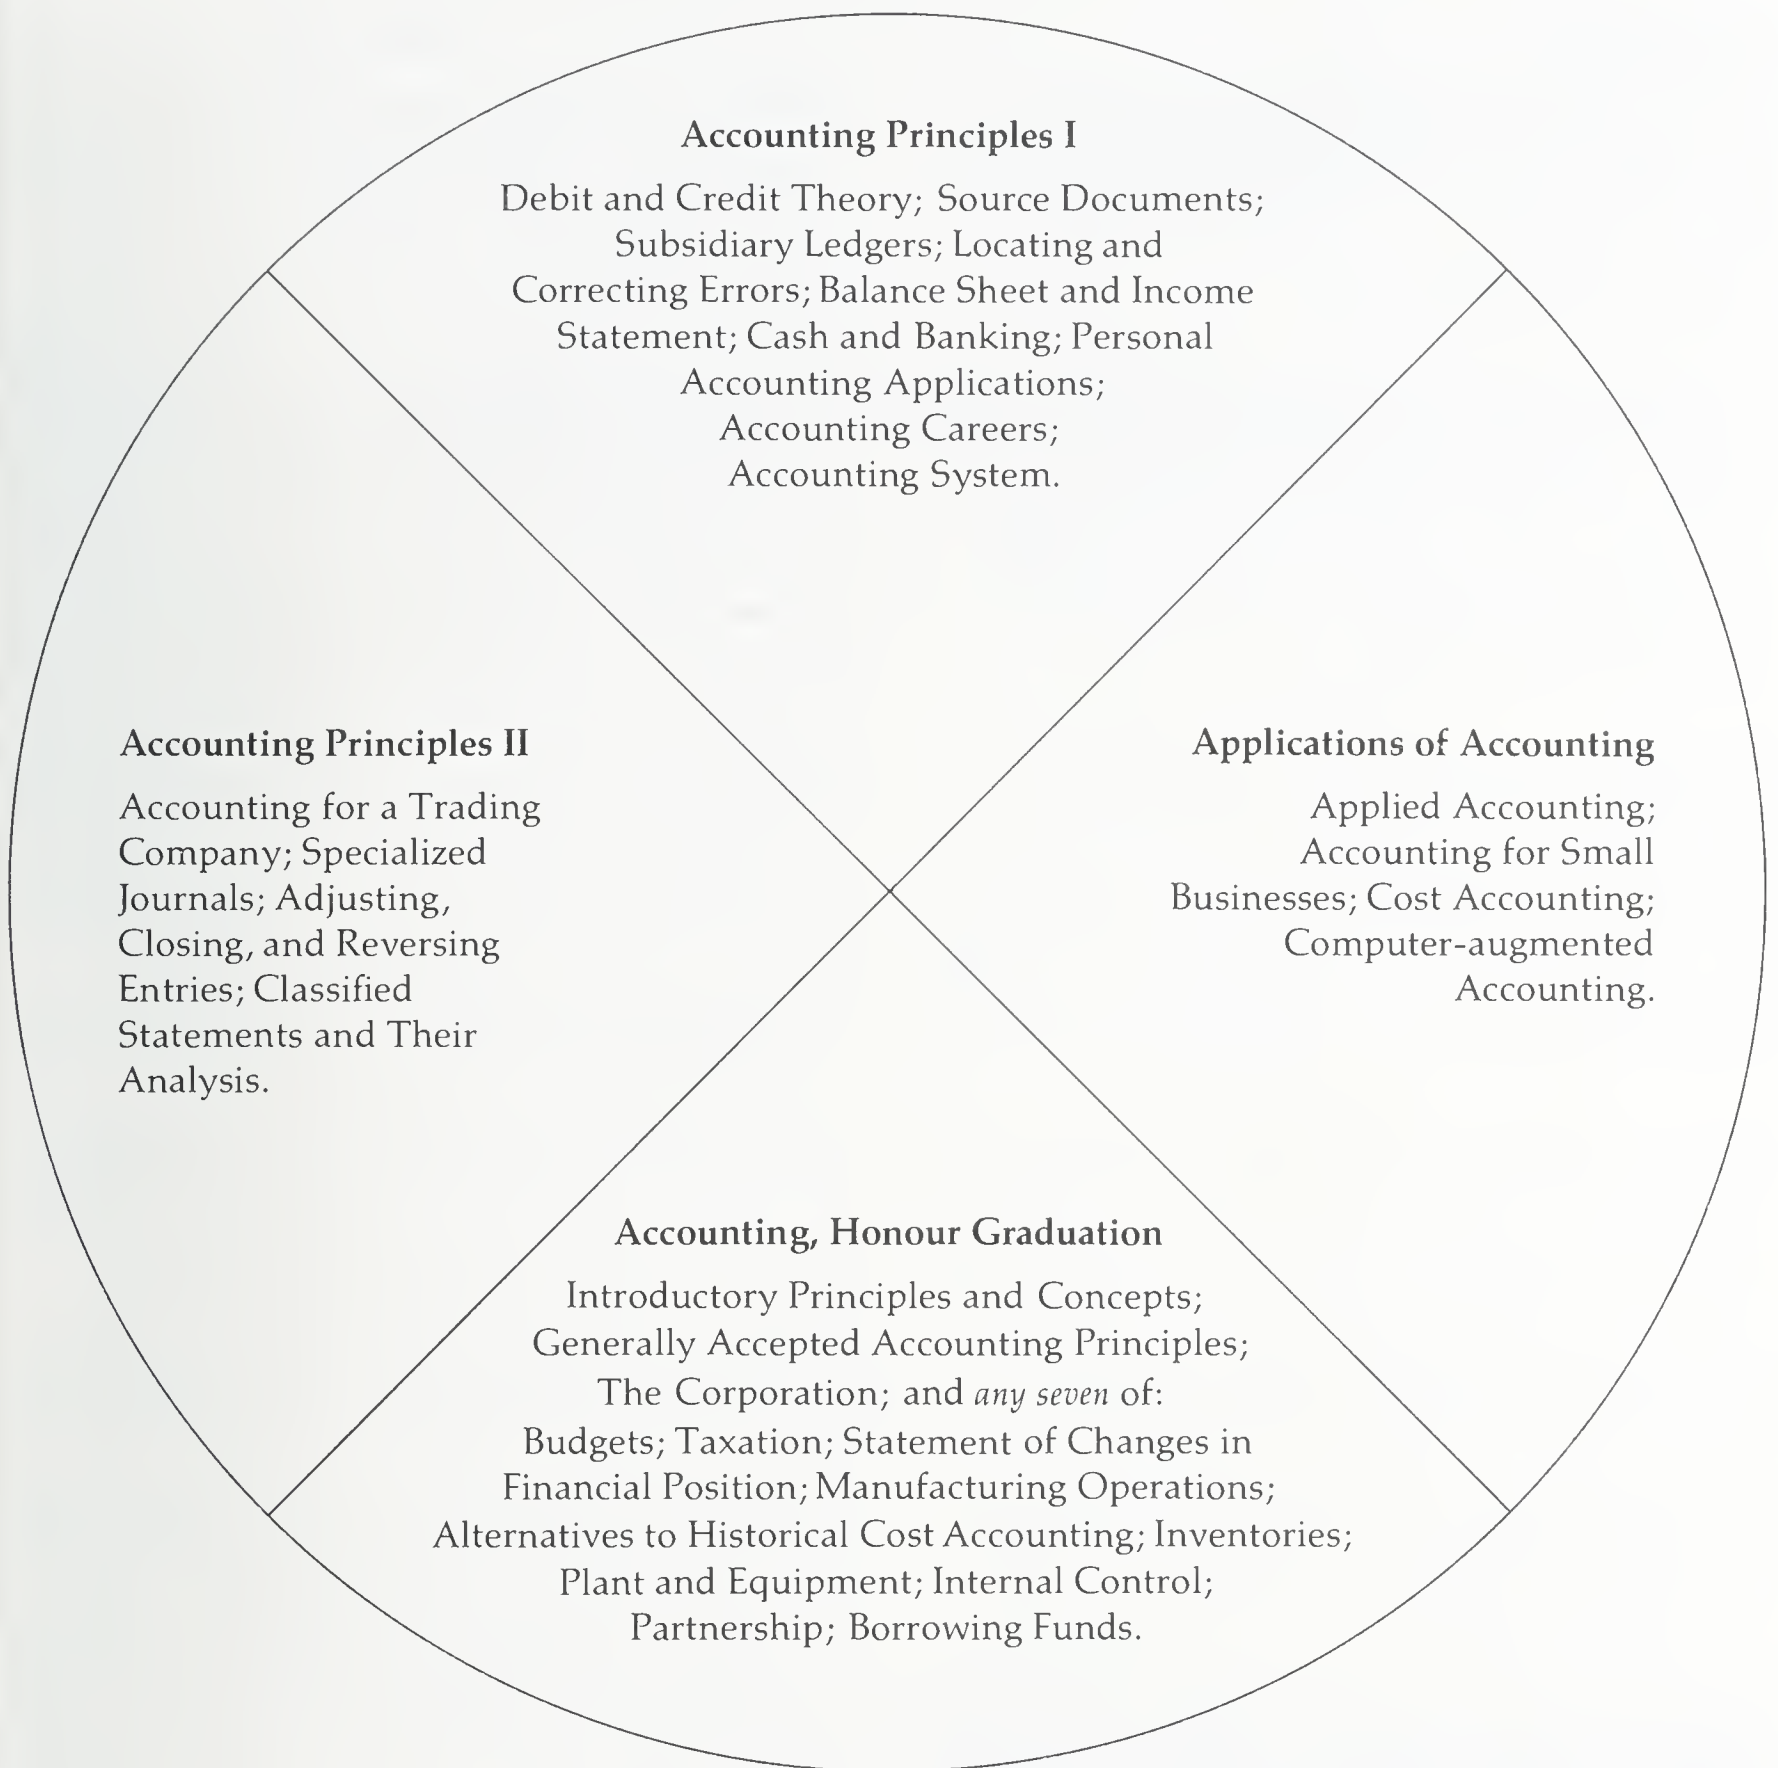 Accounting Principles I
Debit and Credit Theory; Source Documents;
Subsidiary Ledgers; Locating and
Correcting Errors; Balance Sheet and Income
Statement; Cash and Banking; Personal
Accounting Applications;
Accounting Careers;
Accounting System.
Accounting Principles II
Accounting for a Trading
Company; Specialized
Journals; Adjusting,
Closing, and Reversing
Entries; Classified
Statements and Their
Analysis.
Applications of Accounting
Applied Accounting;
Accounting for Small
Businesses; Cost Accounting;
Computer-augmented
Accounting.
Accounting, Honour Graduation
Introductory Principles and Concepts;
Generally Accepted Accounting Principles;
The Corporation; and any seven of:
Budgets; Taxation; Statement of Changes in
Financial Position; Manufacturing Operations;
Alternatives to Historical Cost Accounting; Inventories;
Plant and Equipment; Internal Control;
Partnership; Borrowing Funds.